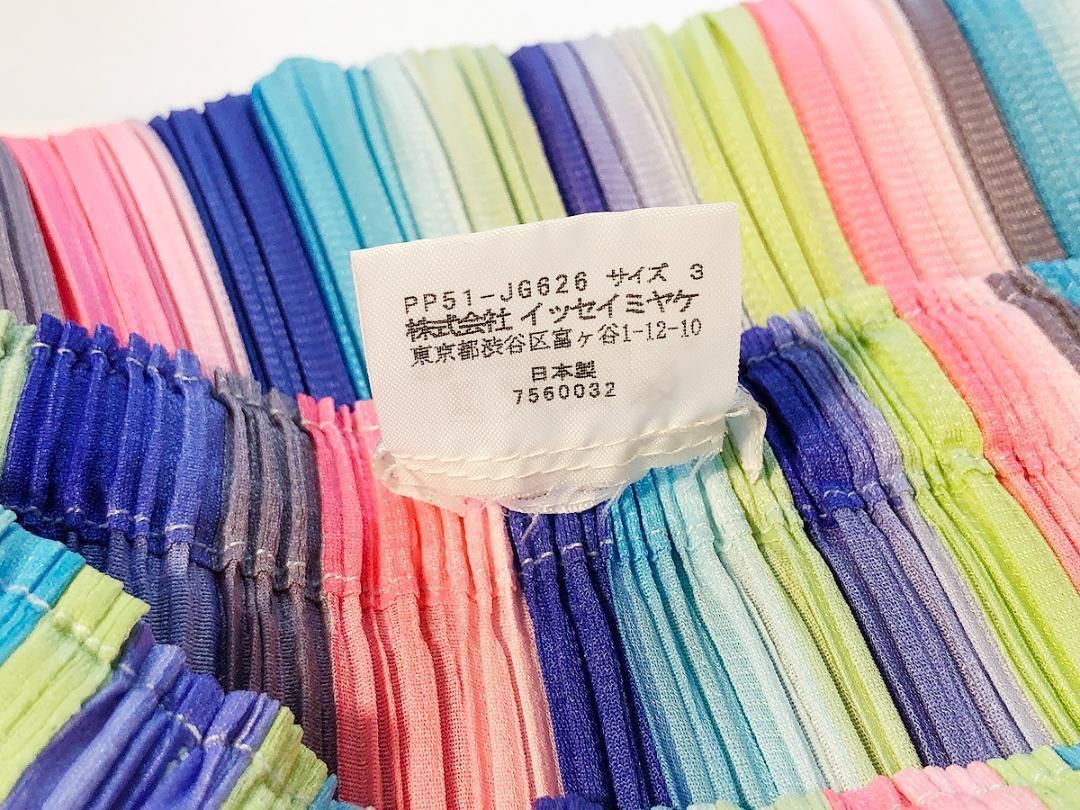 PP51-JG626 サイズ 3
株式会社 イッセイミヤケ
東京都渋谷区富ヶ谷1-12-10
日本製
7560032